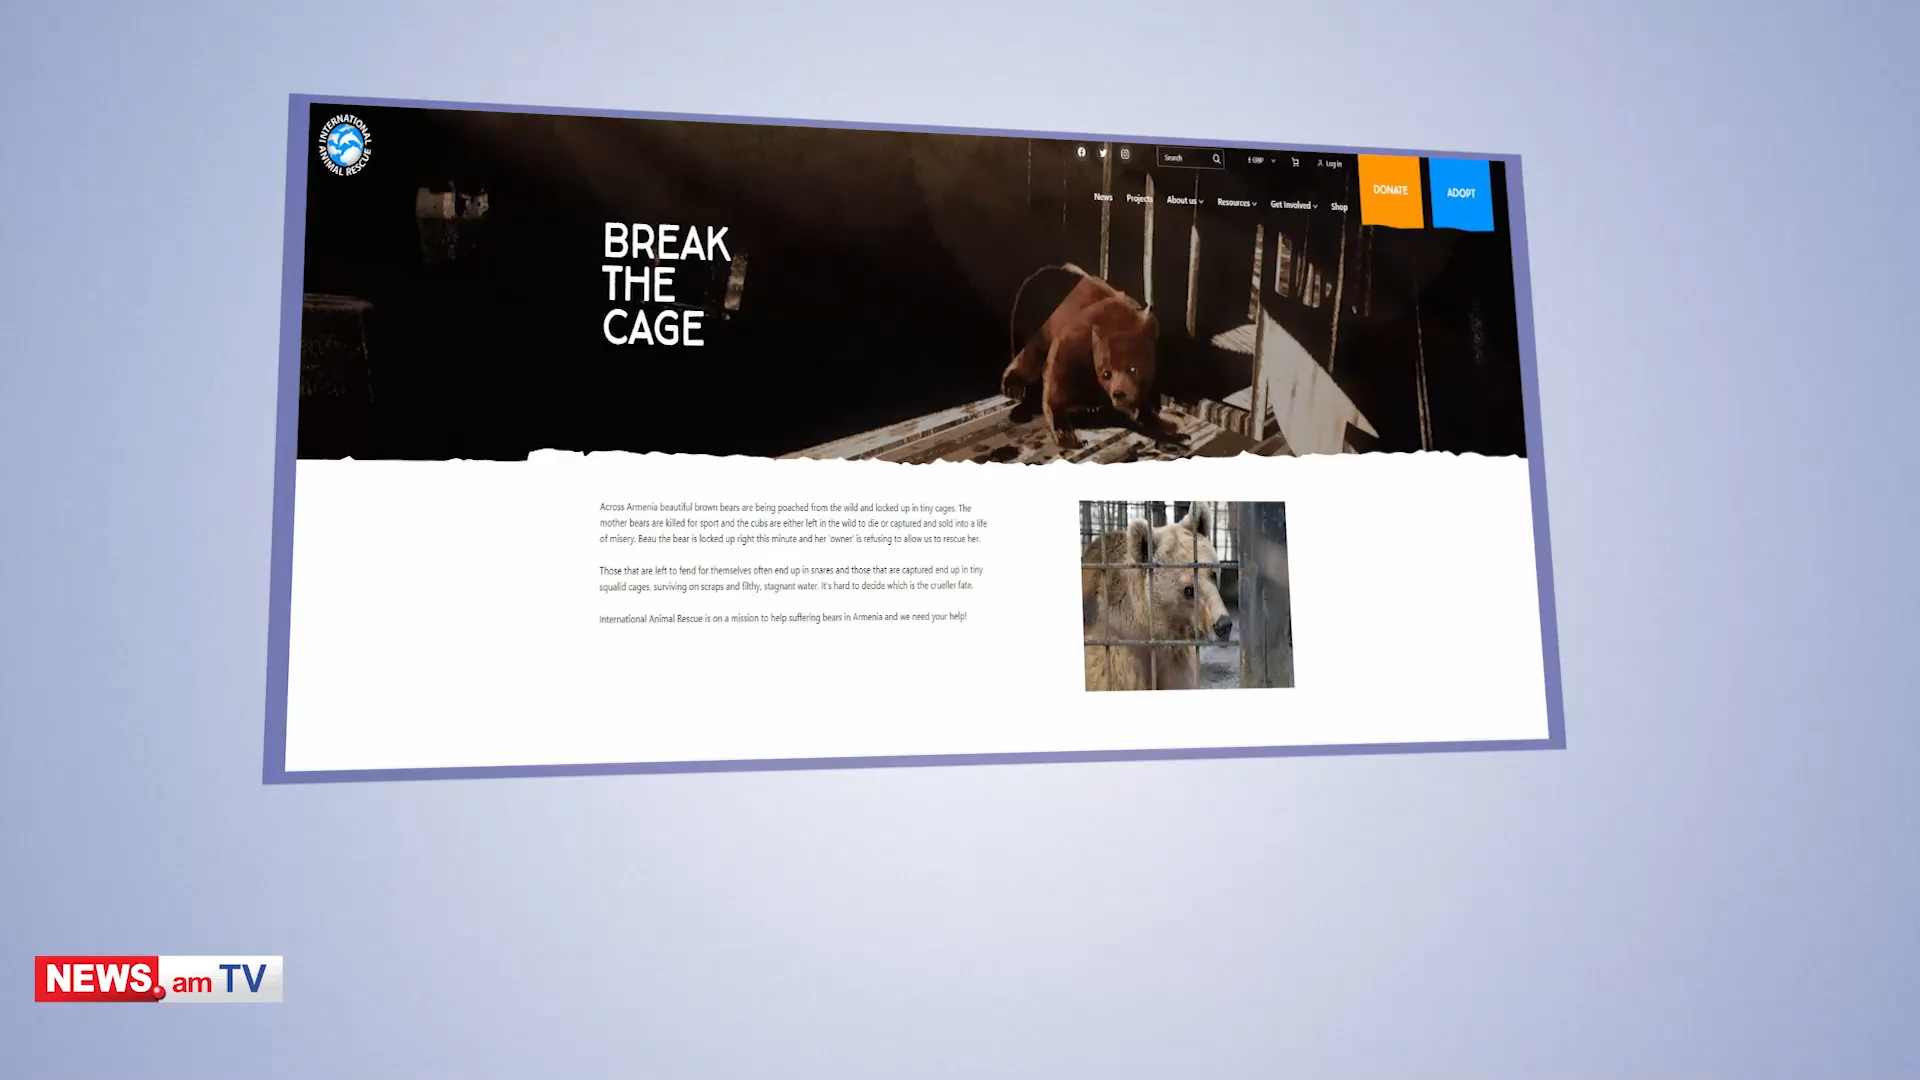 INTERNATIONAL
ANIMAL RESCUE
Search
£ GBP
Log in
DONATE
ADOPT
News
Projects
About us
Resources
Get Involved
Shop
BREAK
THE
CAGE
Across Armenia beautiful brown bears are being poached from the wild and locked up in tiny cages. The
mother bears are killed for sport and the cubs are either left in the wild to die or captured and sold into a life
of misery. Beau the bear is locked up right this minute and her 'owner' is refusing to allow us to rescue her.
Those that are left to fend for themselves often end up in snares and those that are captured end up in tiny
squalid cages, surviving on scraps and filthy, stagnant water. It's hard to decide which is the crueller fate.
International Animal Rescue is on a mission to help suffering bears in Armenia and we need your help!
NEWS.am TV